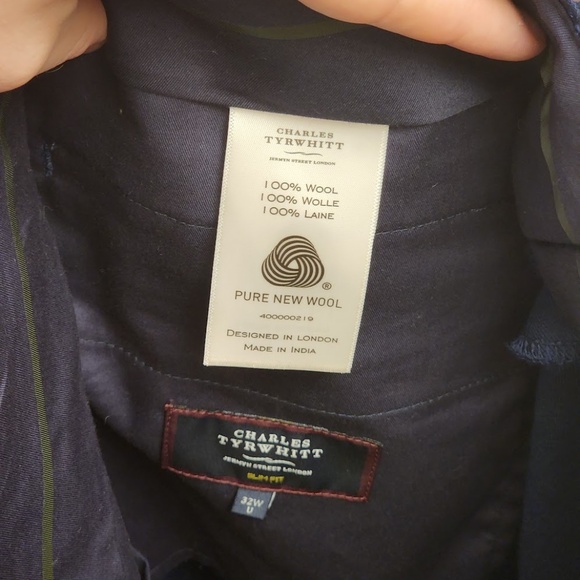 CHARLES
TYRWHITT
JERMYN STREET LONDON
100% WOOL
100% WOLLE
100% LAINE
®
PURE NEW WOOL
400000219
DESIGNED IN LONDON
MADE IN INDIA
CHARLES
TYRWHITT
JERMYN STREET LONDON
SLIM FIT
32W
U